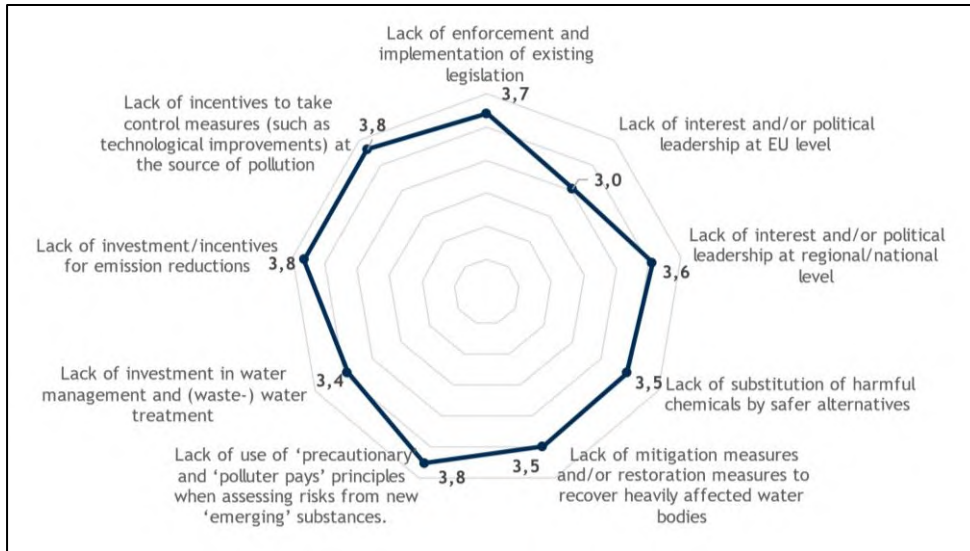 Lack of enforcement and
implementation of existing
legislation
3,7
Lack of interest and/or political
leadership at EU level
3,0
Lack of interest and/or political
leadership at regional/national
level
3,6
Lack of substitution of harmful
chemicals by safer alternatives
3,5
Lack of mitigation measures
and/or restoration measures to
recover heavily affected water
bodies
3,5
Lack of use of ‘precautionary’
and ‘polluter pays’ principles
when assessing risks from new
‘emerging’ substances.
3,8
Lack of investment in water
management and (waste-) water
treatment
3,4
Lack of investment/incentives
for emission reductions
3,8
Lack of incentives to take
control measures (such as
technological improvements) at
the source of pollution
3,8